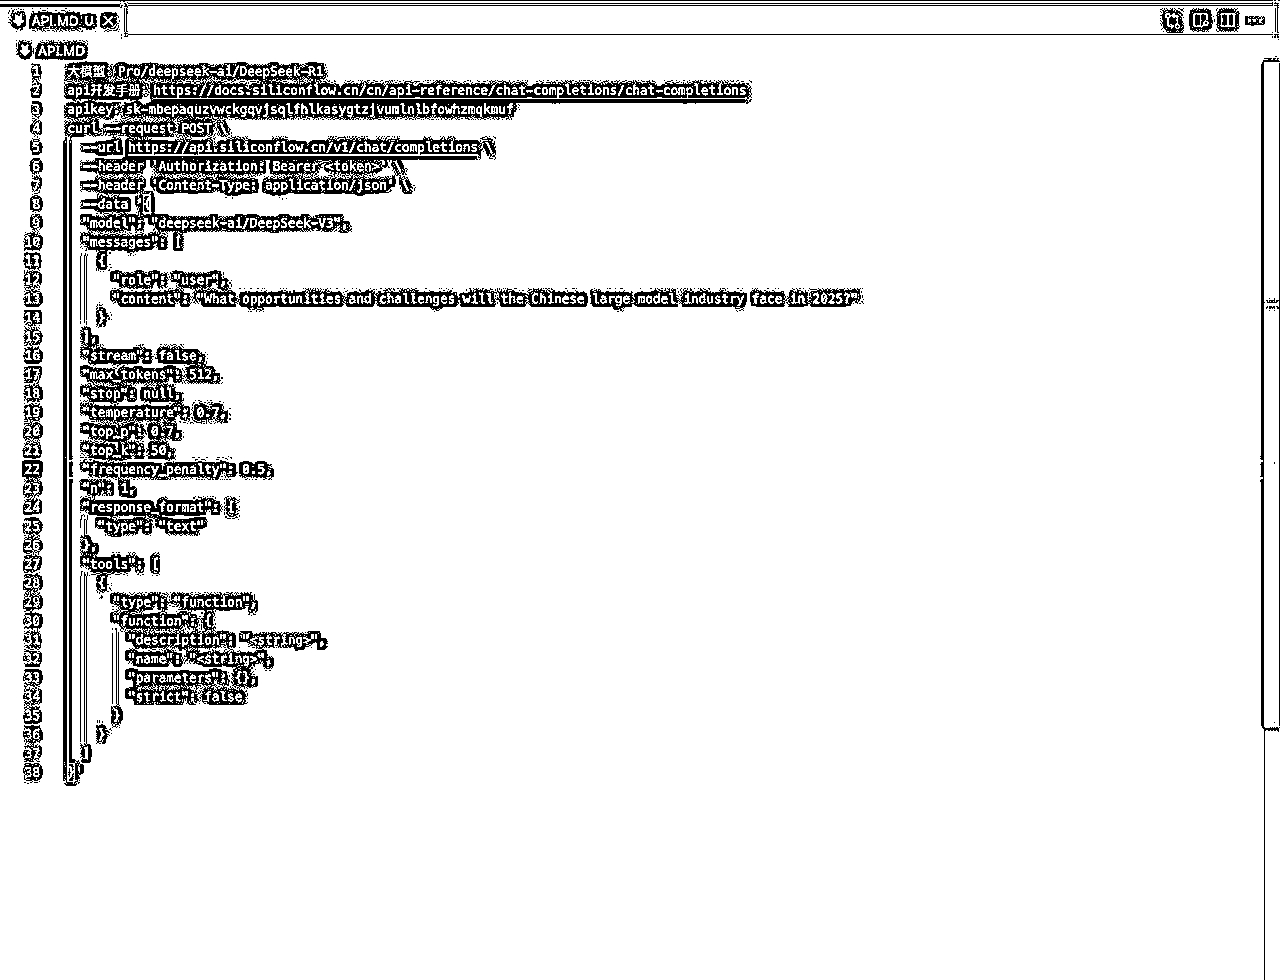 API.MD U
API.MD
1 大模型: Pro/deepseek-ai/DeepSeek-R1
2 api开发手册: https://docs.siliconflow.cn/cn/api-reference/chat-completions/chat-completions
3 apikey:
4 curl --request POST \
5 --url https://api.siliconflow.cn/v1/chat/completions \
6 --header 'Authorization: Bearer <token>' \
7 --header 'Content-Type: application/json' \
8 --data '{
9 "model": "deepseek-ai/DeepSeek-V3",
10 "messages": [
11 {
12 "role": "user",
13 "content": "What opportunities and challenges will the Chinese large model industry face in 2025?"
14 }
15 ],
16 "stream": false,
17 "max_tokens": 512,
18 "stop": null,
19 "temperature": 0.7,
20 "top_p": 0.7,
21 "top_k": 50,
22 "frequency_penalty": 0.5,
23 "n": 1,
24 "response_format": {
25 "type": "text"
26 },
27 "tools": [
28 {
29 "type": "function",
30 "function": {
31 "description": "<string>",
32 "name": "<string>",
33 "parameters": {},
34 "strict": false
35 }
36 }
37 ]
38 }'